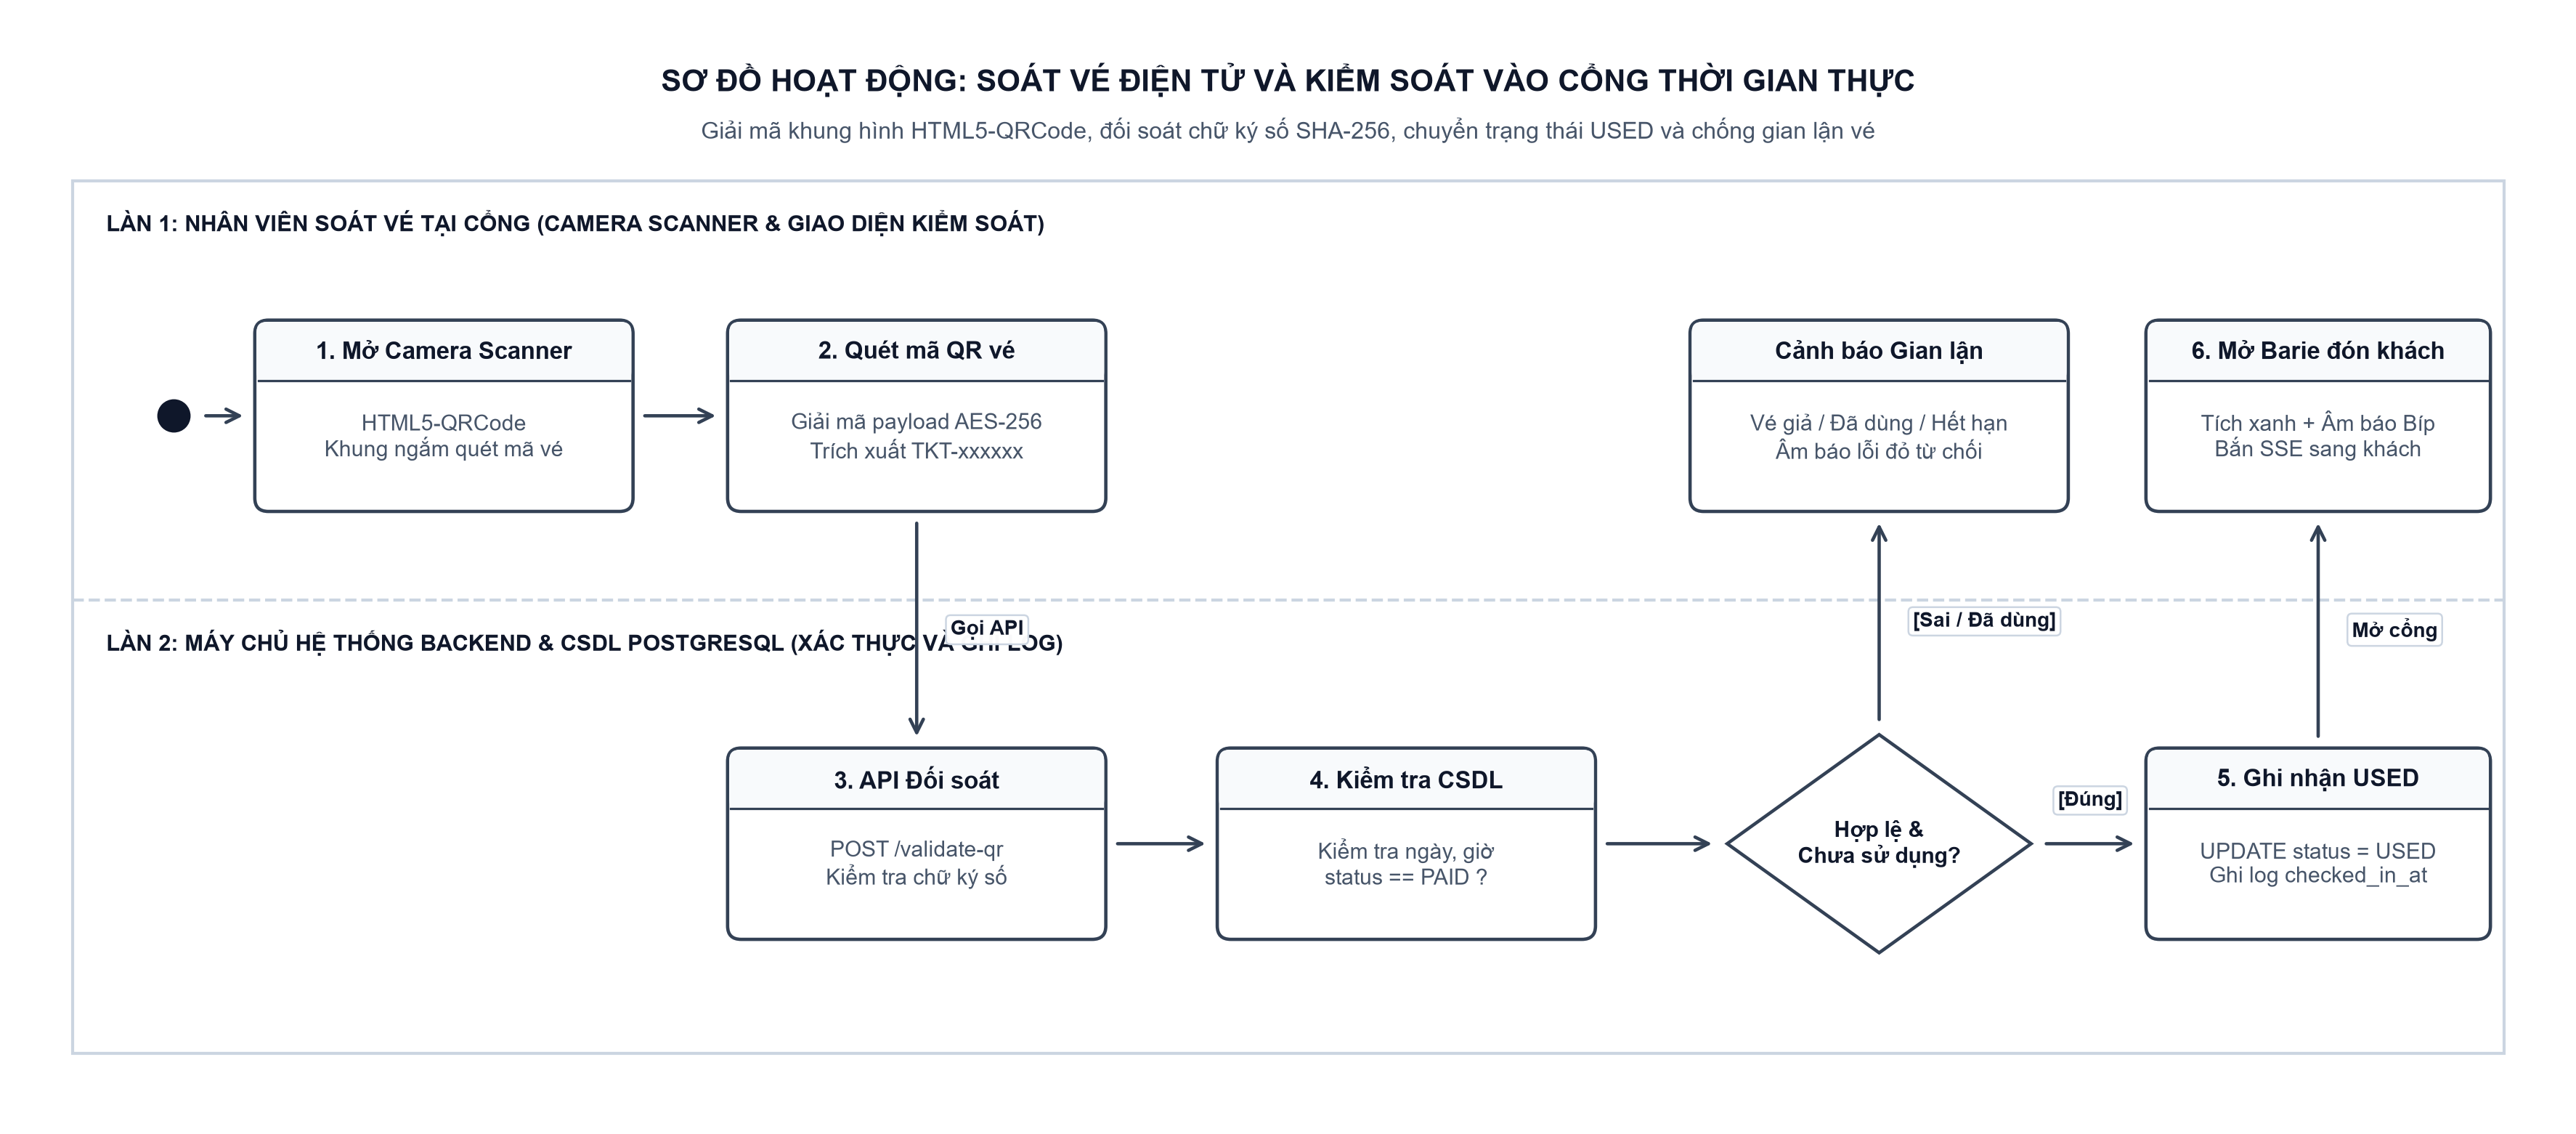 SƠ ĐỒ HOẠT ĐỘNG: SOÁT VÉ ĐIỆN TỬ VÀ KIỂM SOÁT VÀO CỔNG THỜI GIAN THỰC
Giải mã khung hình HTML5-QRCode, đối soát chữ ký số SHA-256, chuyển trạng thái USED và chống gian lận vé
LÀN 1: NHÂN VIÊN SOÁT VÉ TẠI CỔNG (CAMERA SCANNER & GIAO DIỆN KIỂM SOÁT)
1. Mở Camera Scanner
HTML5-QRCode
Khung ngắm quét mã vé
2. Quét mã QR vé
Giải mã payload AES-256
Trích xuất TKT-xxxxxx
Cảnh báo Gian lận
Vé giả / Đã dùng / Hết hạn
Âm báo lỗi đỏ từ chối
6. Mở Barie đón khách
Tích xanh + Âm báo Bíp
Bắn SSE sang khách
Gọi API
[Sai / Đã dùng]
Mở cổng
LÀN 2: MÁY CHỦ HỆ THỐNG BACKEND & CSDL POSTGRESQL (XÁC THỰC VÀ LOG)
3. API Đối soát
POST /validate-qr
Kiểm tra chữ ký số
4. Kiểm tra CSDL
Kiểm tra ngày, giờ
status == PAID ?
Hợp lệ &
Chưa sử dụng?
[Đúng]
5. Ghi nhận USED
UPDATE status = USED
Ghi log checked_in_at